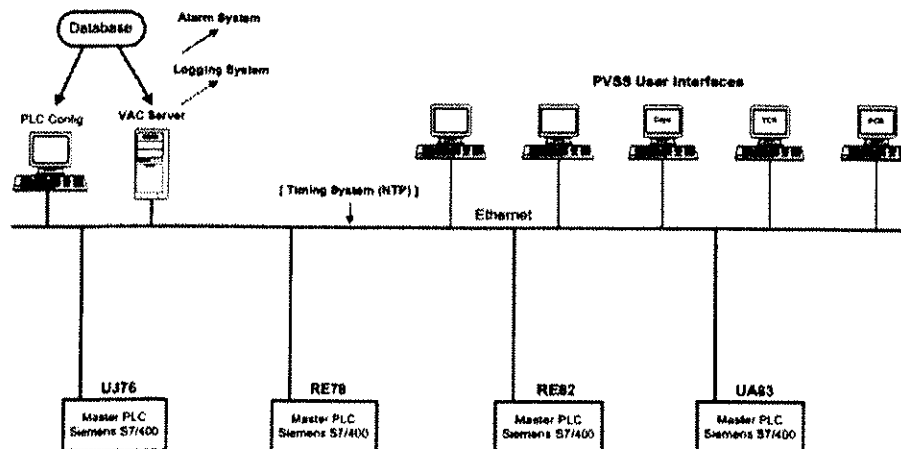 Database
Alarm System
Logging System
PVSS User Interfaces
PLC Config
VAC Server
TCR
PCR
[ Timing System (NTP) ]
Ethernet
UJ76
RE78
RE82
UA83
Master PLC
Siemens S7/400
Master PLC
Siemens S7/400
Master PLC
Siemens S7/400
Master PLC
Siemens S7/400